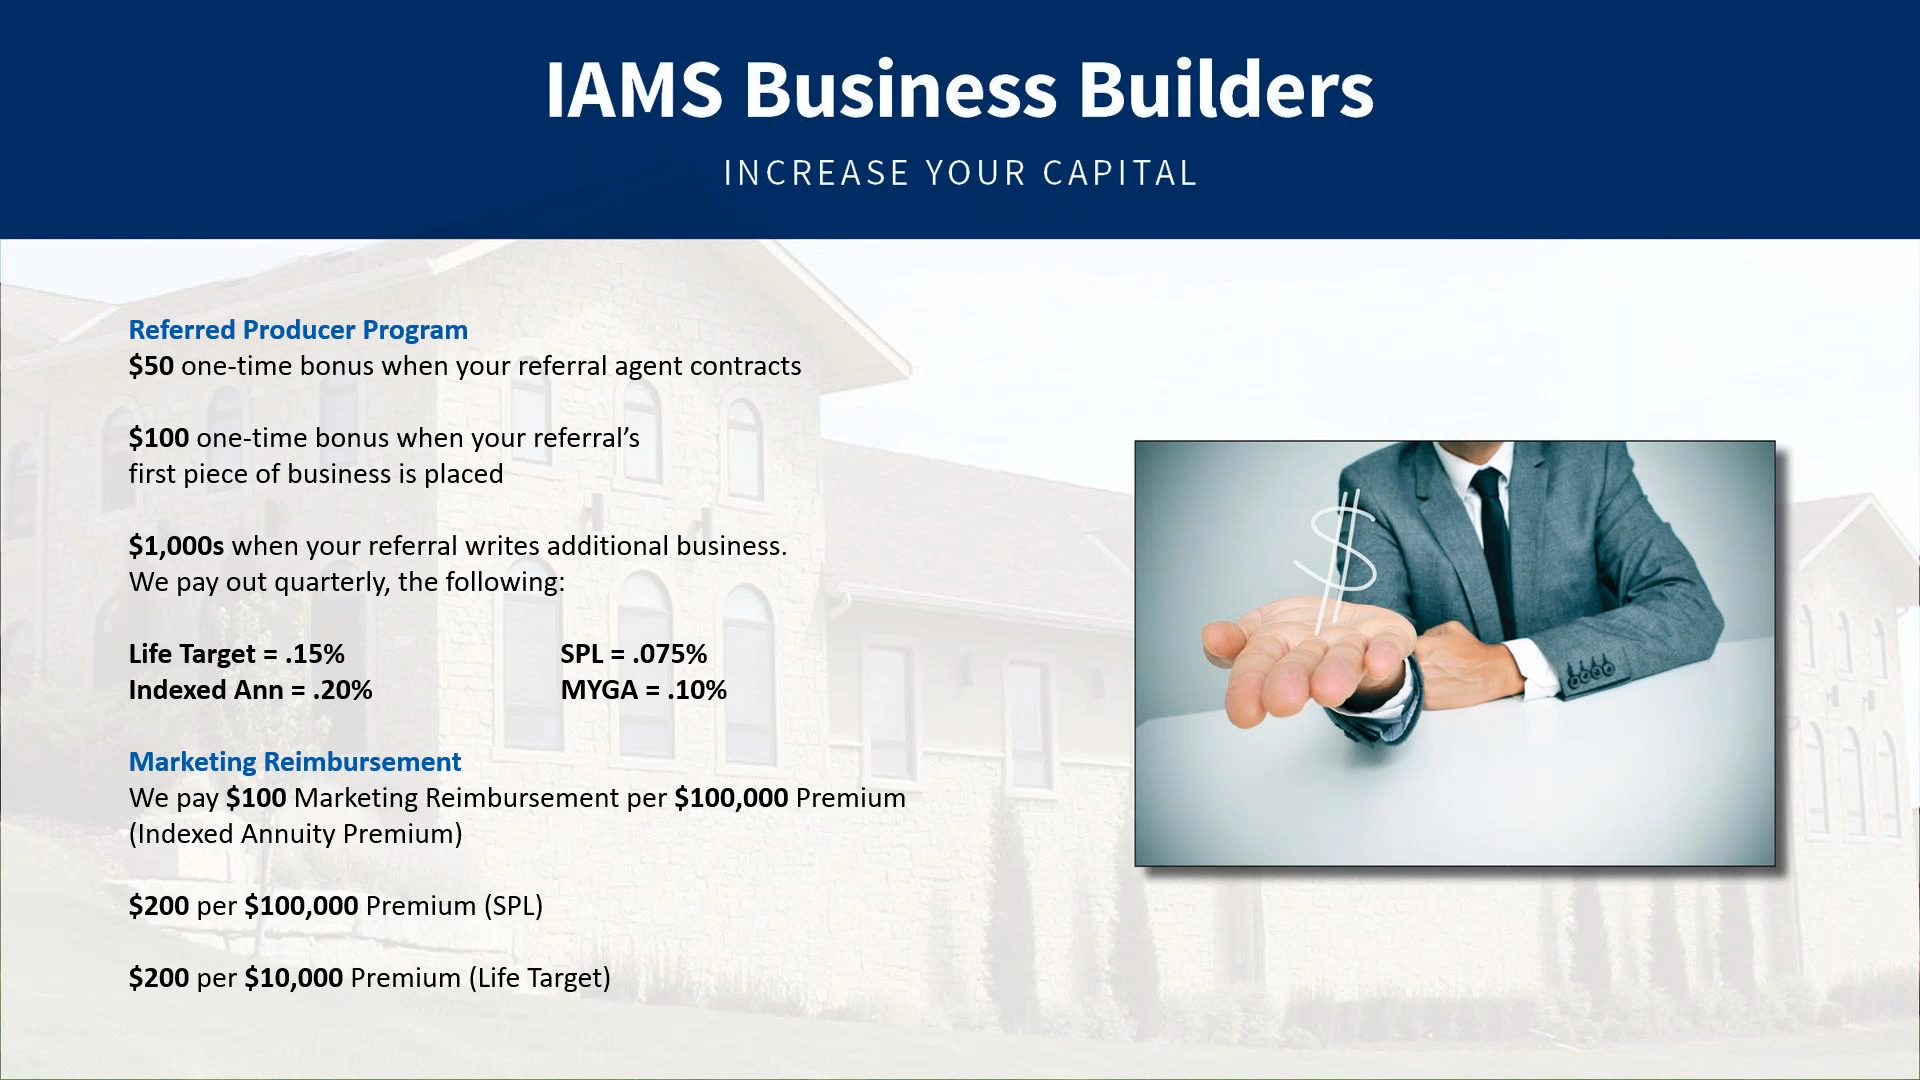 IAMS Business Builders
INCREASE YOUR CAPITAL
Referred Producer Program
$50 one-time bonus when your referral agent contracts
$100 one-time bonus when your referral’s
first piece of business is placed
$1,000s when your referral writes additional business.
We pay out quarterly, the following:
Life Target = .15% SPL = .075%
Indexed Ann = .20% MYGA = .10%
Marketing Reimbursement
We pay $100 Marketing Reimbursement per $100,000 Premium
(Indexed Annuity Premium)
$200 per $100,000 Premium (SPL)
$200 per $10,000 Premium (Life Target)
$